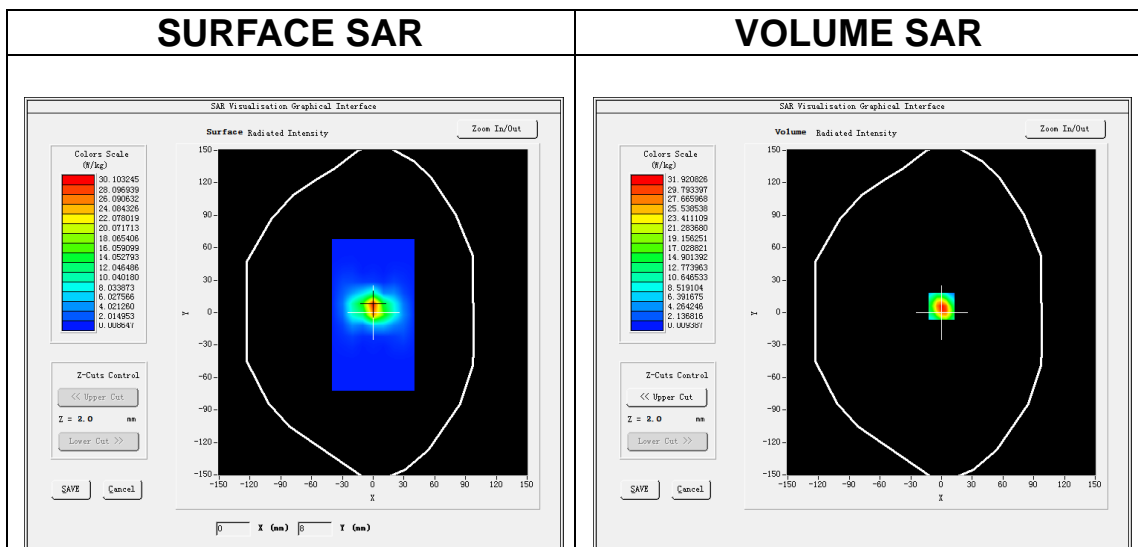 SURFACE SAR
VOLUME SAR
SAR Visualisation Graphical Interface
Surface Radiated Intensity
Zoom In/Out
Colors Scale
(W/kg)
30.103245
28.096939
26.090632
24.084326
22.078019
20.071713
18.065406
16.059099
14.052793
12.046486
10.040180
8.033873
6.027566
4.021260
2.014953
0.008647
150
120
90
60
30
0
-30
-60
-90
-120
-150
Y
-150 -120 -90 -60 -30 0 30 60 90 120 150
X
Z-Cuts Control
<< Upper Cut
Z = 2.0 mm
Lower Cut >>
SAVE Cancel
0 X (mm) 8 Y (mm)
SAR Visualisation Graphical Interface
Volume Radiated Intensity
Zoom In/Out
Colors Scale
(W/kg)
31.920826
29.793397
27.665968
25.538538
23.411109
21.283680
19.156251
17.028821
14.901392
12.773963
10.646533
8.519104
6.391675
4.264246
2.136816
0.009387
150
120
90
60
30
0
-30
-60
-90
-120
-150
Y
-150 -120 -90 -60 -30 0 30 60 90 120 150
X
Z-Cuts Control
<< Upper Cut
Z = 2.0 mm
Lower Cut >>
SAVE Cancel